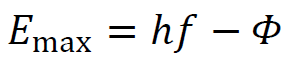 E_max = hf − Φ